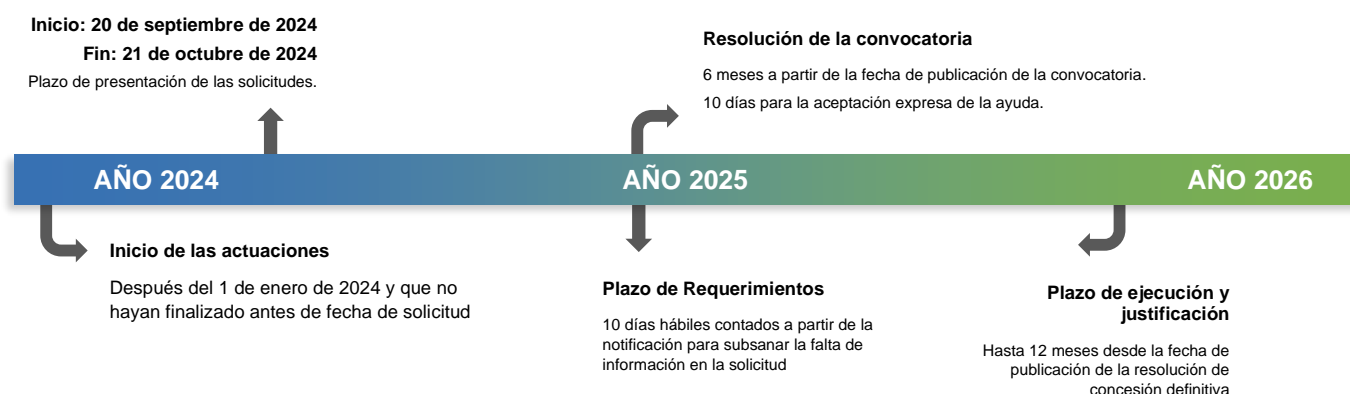 Inicio: 20 de septiembre de 2024
Fin: 21 de octubre de 2024
Plazo de presentación de las solicitudes.
Resolución de la convocatoria
6 meses a partir de la fecha de publicación de la convocatoria.
10 días para la aceptación expresa de la ayuda.
AÑO 2024
AÑO 2025
AÑO 2026
Inicio de las actuaciones
Después del 1 de enero de 2024 y que no
hayan finalizado antes de fecha de solicitud
Plazo de Requerimientos
10 días hábiles contados a partir de la
notificación para subsanar la falta de
información en la solicitud
Plazo de ejecución y
justificación
Hasta 12 meses desde la fecha de
publicación de la resolución de
concesión definitiva